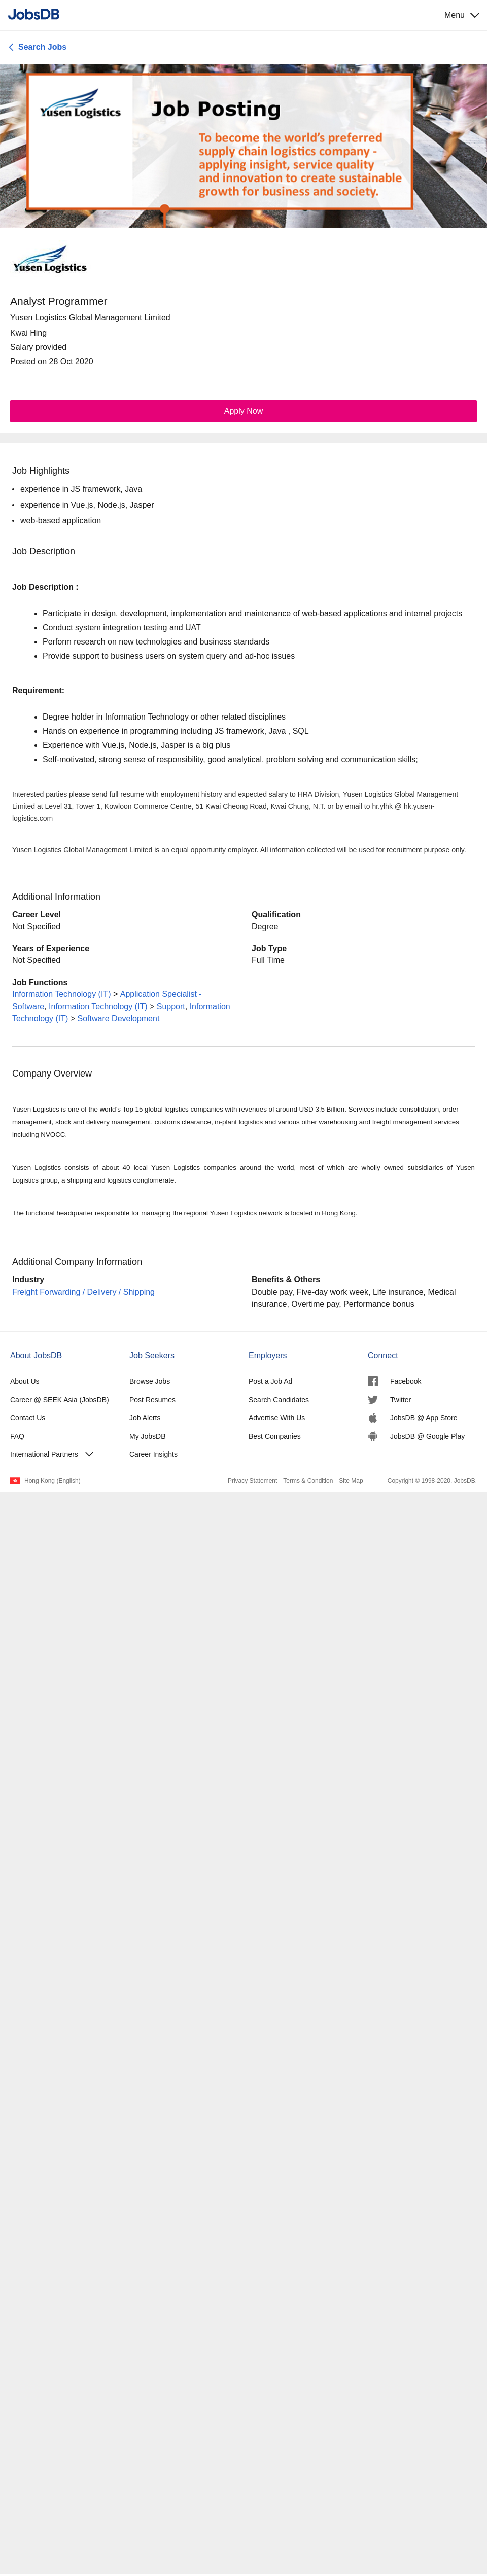 JobsDB
Menu
Search Jobs
Yusen Logistics
Job Posting
To become the world's preferred
supply chain logistics company -
applying insight, service quality
and innovation to create sustainable
growth for business and society.
Yusen Logistics
Analyst Programmer
Yusen Logistics Global Management Limited
Kwai Hing
Salary provided
Posted on 28 Oct 2020
Apply Now
Job Highlights
• experience in JS framework, Java
• experience in Vue.js, Node.js, Jasper
• web-based application
Job Description
Job Description :
• Participate in design, development, implementation and maintenance of web-based applications and internal projects
• Conduct system integration testing and UAT
• Perform research on new technologies and business standards
• Provide support to business users on system query and ad-hoc issues
Requirement:
• Degree holder in Information Technology or other related disciplines
• Hands on experience in programming including JS framework, Java , SQL
• Experience with Vue.js, Node.js, Jasper is a big plus
• Self-motivated, strong sense of responsibility, good analytical, problem solving and communication skills;
Interested parties please send full resume with employment history and expected salary to HRA Division, Yusen Logistics Global Management
Limited at Level 31, Tower 1, Kowloon Commerce Centre, 51 Kwai Cheong Road, Kwai Chung, N.T. or by email to hr.ylhk @ hk.yusen-
logistics.com
Yusen Logistics Global Management Limited is an equal opportunity employer. All information collected will be used for recruitment purpose only.
Additional Information
Career Level
Not Specified
Qualification
Degree
Years of Experience
Not Specified
Job Type
Full Time
Job Functions
Information Technology (IT) > Application Specialist -
Software, Information Technology (IT) > Support, Information
Technology (IT) > Software Development
Company Overview
Yusen Logistics is one of the world's Top 15 global logistics companies with revenues of around USD 3.5 Billion. Services include consolidation, order
management, stock and delivery management, customs clearance, in-plant logistics and various other warehousing and freight management services
including NVOCC.
Yusen Logistics consists of about 40 local Yusen Logistics companies around the world, most of which are wholly owned subsidiaries of Yusen
Logistics group, a shipping and logistics conglomerate.
The functional headquarter responsible for managing the regional Yusen Logistics network is located in Hong Kong.
Additional Company Information
Industry
Freight Forwarding / Delivery / Shipping
Benefits & Others
Double pay, Five-day work week, Life insurance, Medical
insurance, Overtime pay, Performance bonus
About JobsDB
About Us
Career @ SEEK Asia (JobsDB)
Contact Us
FAQ
International Partners
Job Seekers
Browse Jobs
Post Resumes
Job Alerts
My JobsDB
Career Insights
Employers
Post a Job Ad
Search Candidates
Advertise With Us
Best Companies
Connect
Facebook
Twitter
JobsDB @ App Store
JobsDB @ Google Play
Hong Kong (English)
Privacy Statement Terms & Condition Site Map Copyright © 1998-2020, JobsDB.